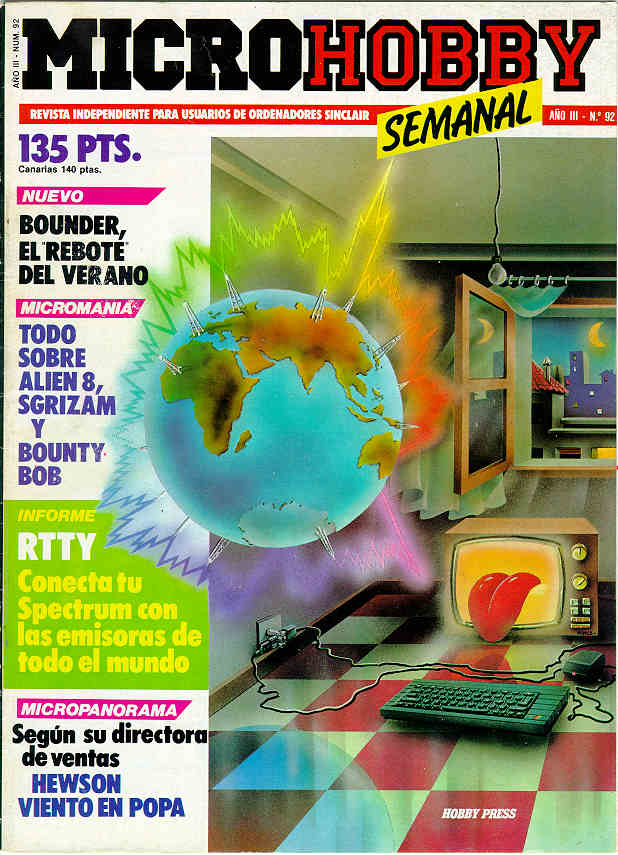 AÑO III - NUM. 92
MICROHOBBY
SEMANAL
REVISTA INDEPENDIENTE PARA USUARIOS DE ORDENADORES SINCLAIR
AÑO III - N.º 92
135 PTS.
Canarias 140 ptas.
NUEVO
BOUNDER,
EL "REBOTE"
DEL VERANO
MICROMANIA
TODO
SOBRE
ALIEN 8,
SGRIZAM
Y
BOUNTY
BOB
INFORME
RTTY
Conecta tu
Spectrum con
las emisoras de
todo el mundo
MICROPANORAMA
Según su directora
de ventas
HEWSON
VIENTO EN POPA
HOBBY PRESS